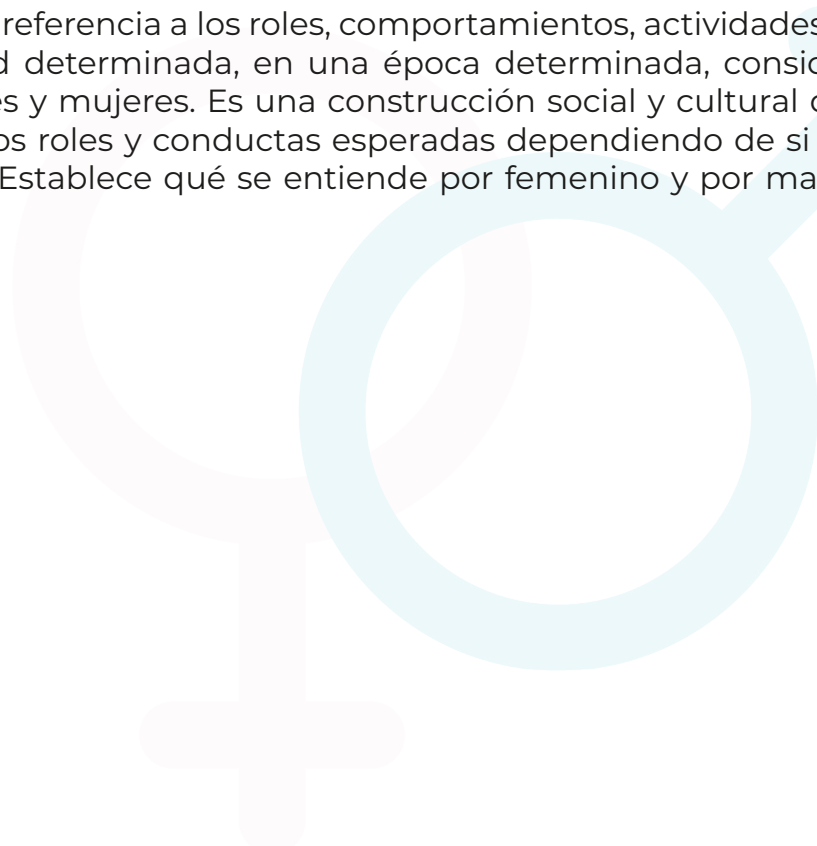 referencia a los roles, comportamientos, actividades
d determinada, en una época determinada, consid
es y mujeres. Es una construcción social y cultural
os roles y conductas esperadas dependiendo de si
Establece qué se entiende por femenino y por ma